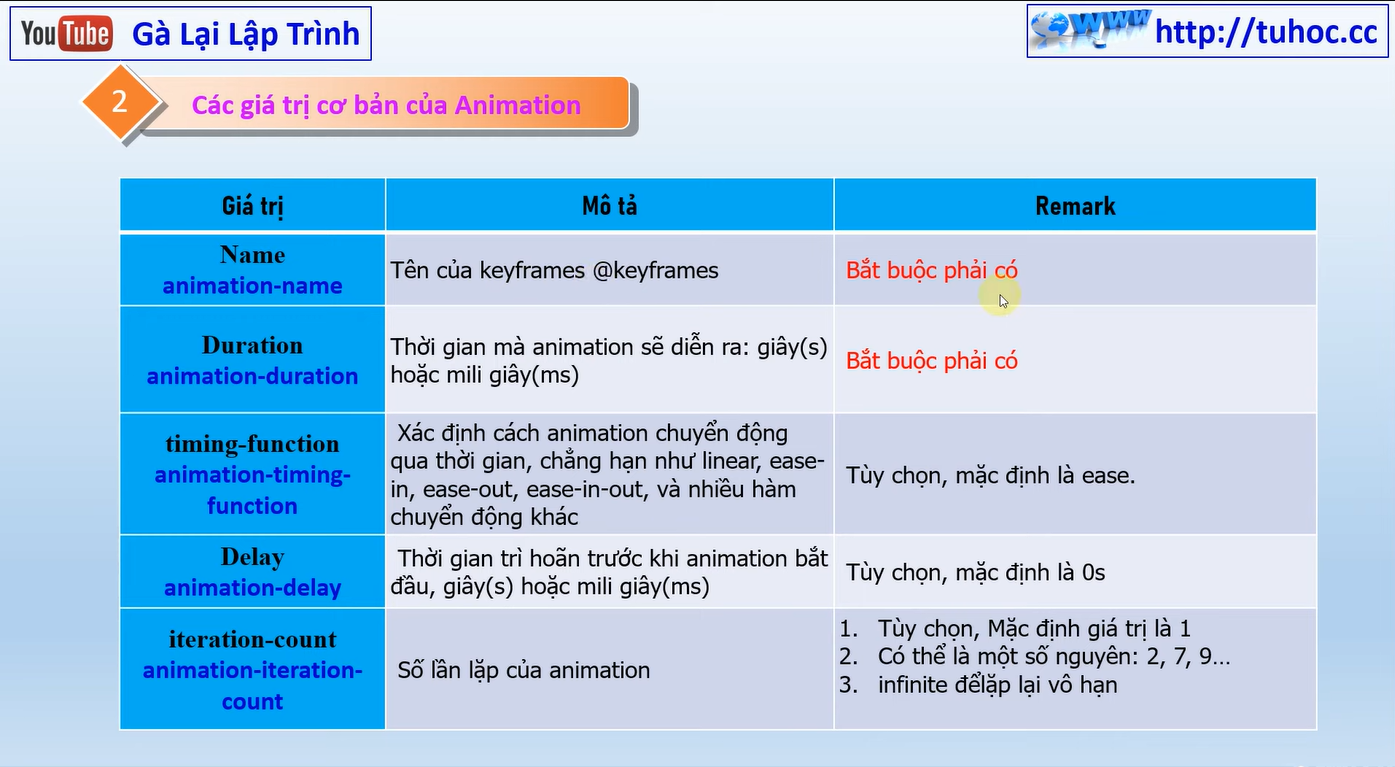 YouTube Gà Lại Lập Trình
WWW http://tuhoc.cc
2
Các giá trị cơ bản của Animation
Giá trị
Mô tả
Remark
Name
animation-name
Tên của keyframes @keyframes
Bắt buộc phải có
Duration
animation-duration
Thời gian mà animation sẽ diễn ra: giây(s)
hoặc mili giây(ms)
Bắt buộc phải có
timing-function
animation-timing-
function
Xác định cách animation chuyển động
qua thời gian, chẳng hạn như linear, ease-
in, ease-out, ease-in-out, và nhiều hàm
chuyển động khác
Tùy chọn, mặc định là ease.
Delay
animation-delay
Thời gian trì hoãn trước khi animation bắt
đầu, giây(s) hoặc mili giây(ms)
Tùy chọn, mặc định là 0s
iteration-count
animation-iteration-
count
Số lần lặp của animation
1. Tùy chọn, Mặc định giá trị là 1
2. Có thể là một số nguyên: 2, 7, 9…
3. infinite đểlặp lại vô hạn